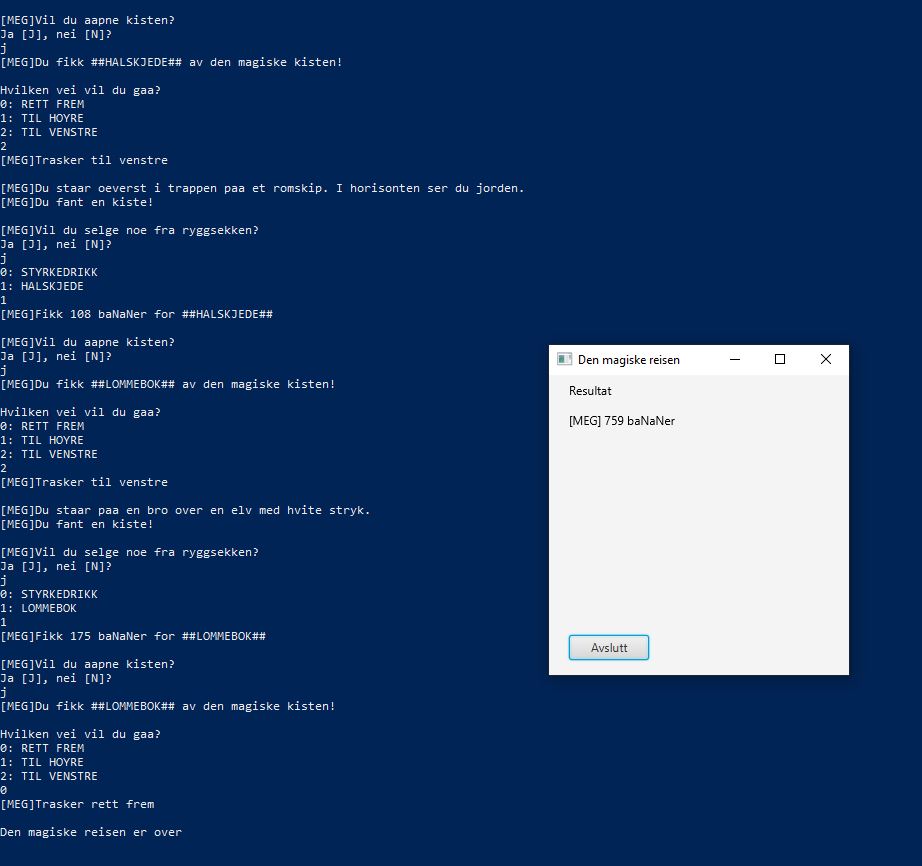 [MEG]Vil du aapne kisten?
Ja [J], nei [N]?
j
[MEG]Du fikk ##HALSKJEDE## av den magiske kisten!
Hvilken vei vil du gaa?
0: RETT FREM
1: TIL HOYRE
2: TIL VENSTRE
2
[MEG]Trasker til venstre
[MEG]Du staar oeverst i trappen paa et romskip. I horisonten ser du jorden.
[MEG]Du fant en kiste!
[MEG]Vil du selge noe fra ryggsekken?
Ja [J], nei [N]?
j
0: STYRKEDRIKK
1: HALSKJEDE
1
[MEG]Fikk 108 baNaNer for ##HALSKJEDE##
[MEG]Vil du aapne kisten?
Ja [J], nei [N]?
j
[MEG]Du fikk ##LOMMEBOK## av den magiske kisten!
Hvilken vei vil du gaa?
0: RETT FREM
1: TIL HOYRE
2: TIL VENSTRE
2
[MEG]Trasker til venstre
[MEG]Du staar paa en bro over en elv med hvite stryk.
[MEG]Du fant en kiste!
[MEG]Vil du selge noe fra ryggsekken?
Ja [J], nei [N]?
j
0: STYRKEDRIKK
1: LOMMEBOK
1
[MEG]Fikk 175 baNaNer for ##LOMMEBOK##
[MEG]Vil du aapne kisten?
Ja [J], nei [N]?
j
[MEG]Du fikk ##LOMMEBOK## av den magiske kisten!
Hvilken vei vil du gaa?
0: RETT FREM
1: TIL HOYRE
2: TIL VENSTRE
0
[MEG]Trasker rett frem
Den magiske reisen er over
Den magiske reisen
Resultat
[MEG] 759 baNaNer
Avslutt